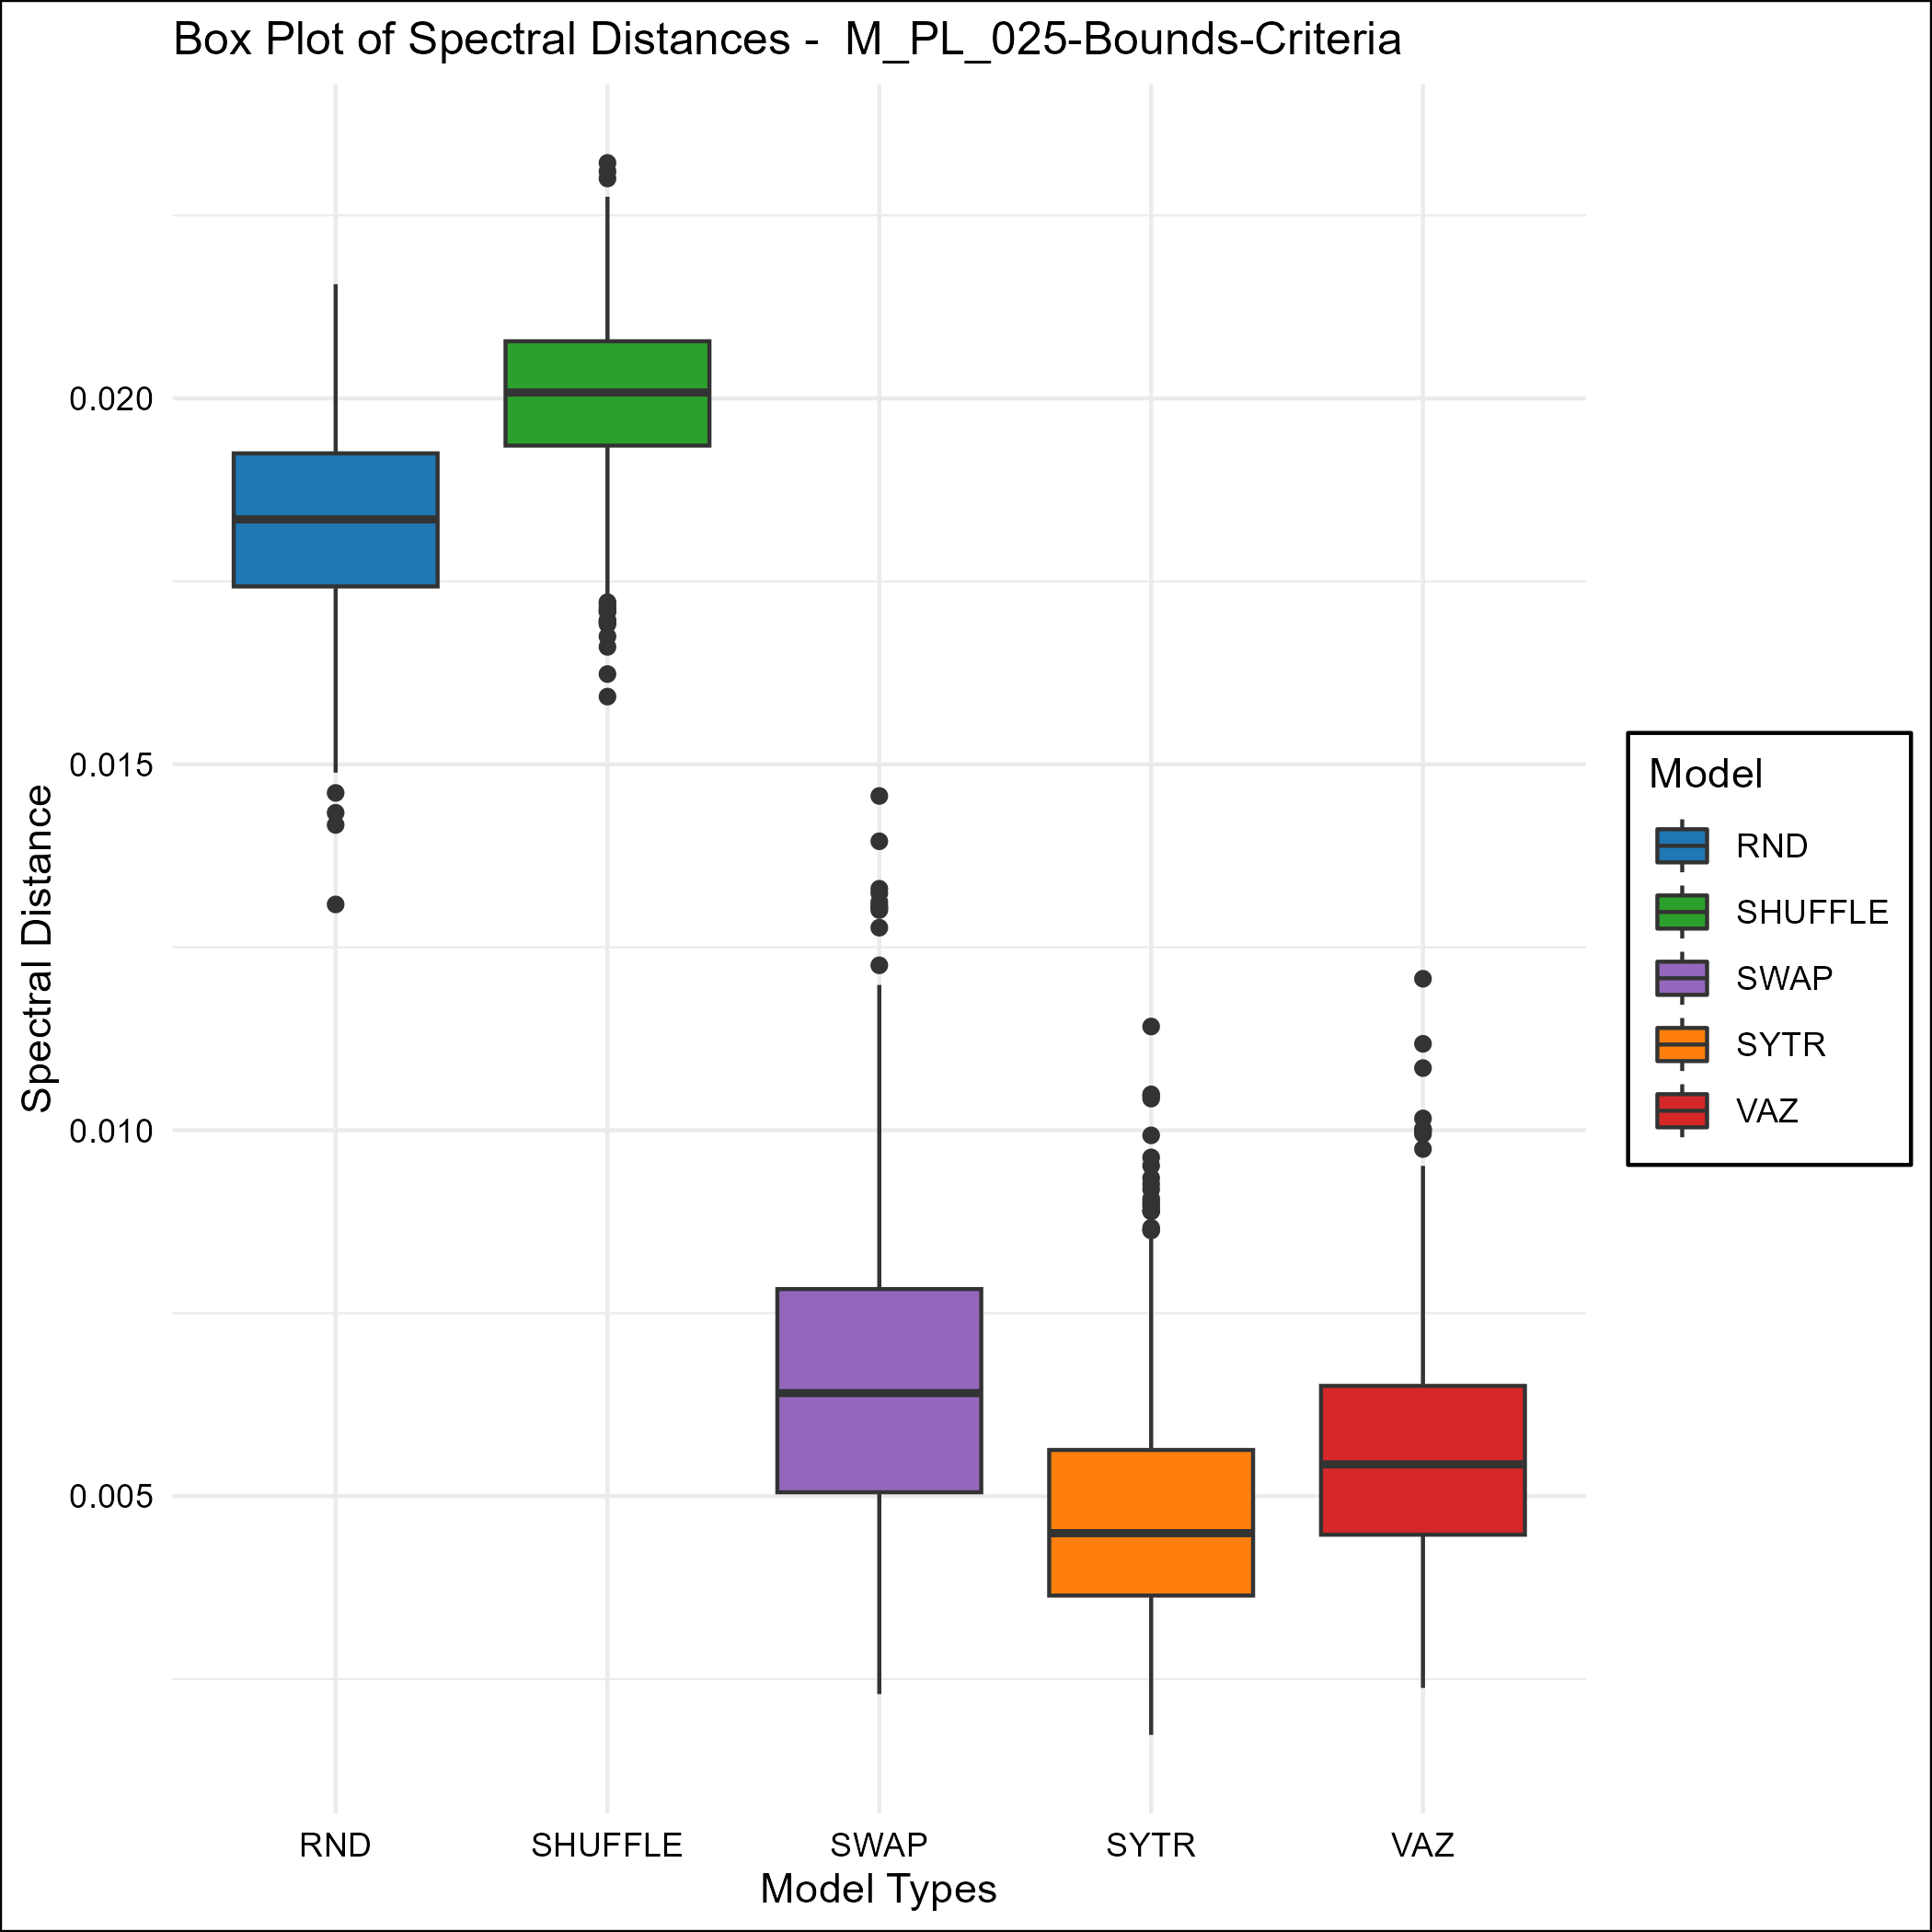 Box Plot of Spectral Distances -  M_PL_025-Bounds-Criteria
Spectral Distance
0.020
0.015
0.010
0.005
RND
SHUFFLE
SWAP
SYTR
VAZ
Model Types
Model
RND
SHUFFLE
SWAP
SYTR
VAZ